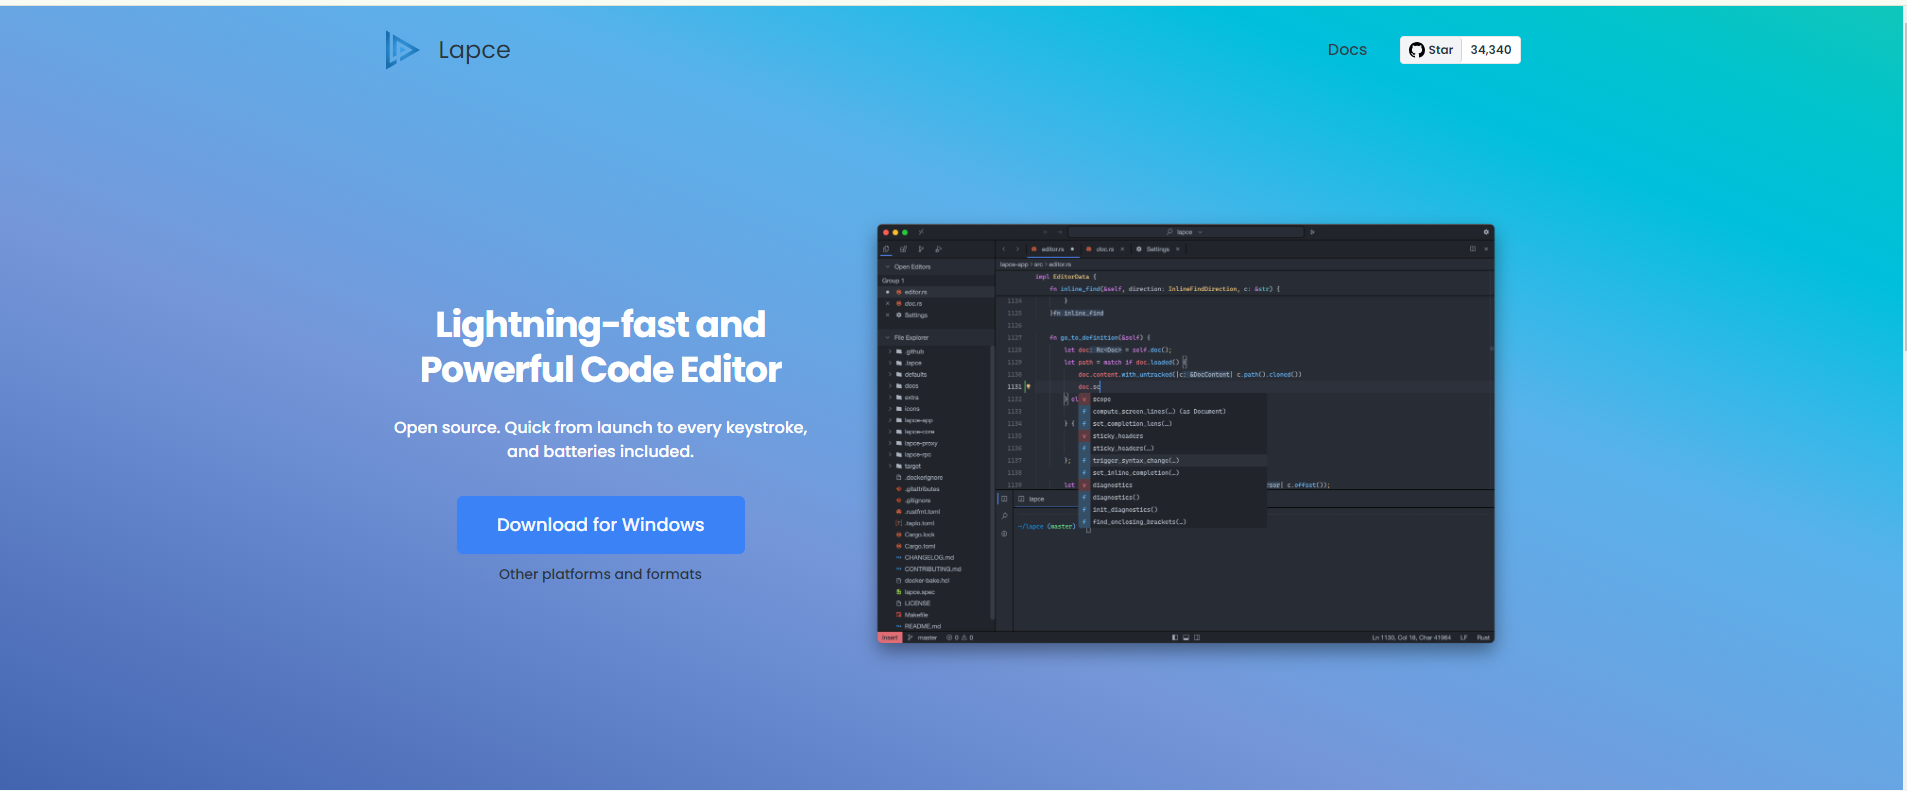 Lapce
Docs
Star
34,340
Lightning-fast and
Powerful Code Editor
Open source. Quick from launch to every keystroke,
and batteries included.
Download for Windows
Other platforms and formats
lapce
editor.rs
doc.rs
Settings
Open Editors
Group 1
editor.rs
doc.rs
Settings
File Explorer
.github
.lapce
defaults
docs
extra
icons
lapce-app
lapce-core
lapce-proxy
lapce-rpc
target
.dockerignore
.gitattributes
.gitignore
.rustfmt.toml
.taplo.toml
Cargo.lock
Cargo.toml
CHANGELOG.md
CONTRIBUTING.md
docker-bake.hcl
lapce.spec
LICENSE
Makefile
README.md
lapce-app › src › editor.rs
impl EditorData {
fn inline_find(&self, direction: InlineFindDirection, c: &str) {
1124 }
1125 }fn inline_find
1126
1127 fn go_to_definition(&self) {
1128 let doc: Rc<Doc> = self.doc();
1129 let path = match if doc.loaded() {
1130 doc.content.with_untracked(|c: &DocContent| c.path().cloned())
1131 doc.sc
1132 } el
1133
1134 } {
1135
1136
1137 };
1138
1139 let
c.offset());
scope
compute_screen_lines(…) (as Document)
set_completion_lens(…)
sticky_headers
sticky_headers(…)
trigger_syntax_change(…)
set_inline_completion(…)
diagnostics
diagnostics()
init_diagnostics()
find_enclosing_brackets(…)
lapce
~/lapce (master)
Insert
master
0
0
Ln 1130, Col 18, Char 41984
LF
Rust